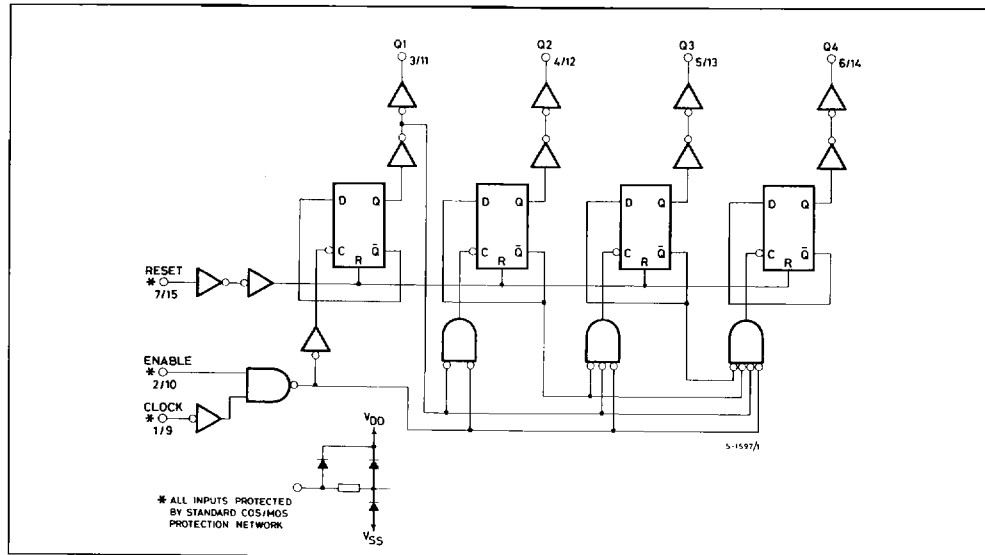 Q1
3/11
Q2
4/12
Q3
5/13
Q4
6/14
D Q
C Q̄
R
D Q
C Q̄
R
D Q
C Q̄
R
D Q
C Q̄
R
RESET
*
7/15
ENABLE
*
2/10
CLOCK
*
1/9
VDD
S-1597/1
* ALL INPUTS PROTECTED
BY STANDARD COS/MOS
PROTECTION NETWORK
VSS